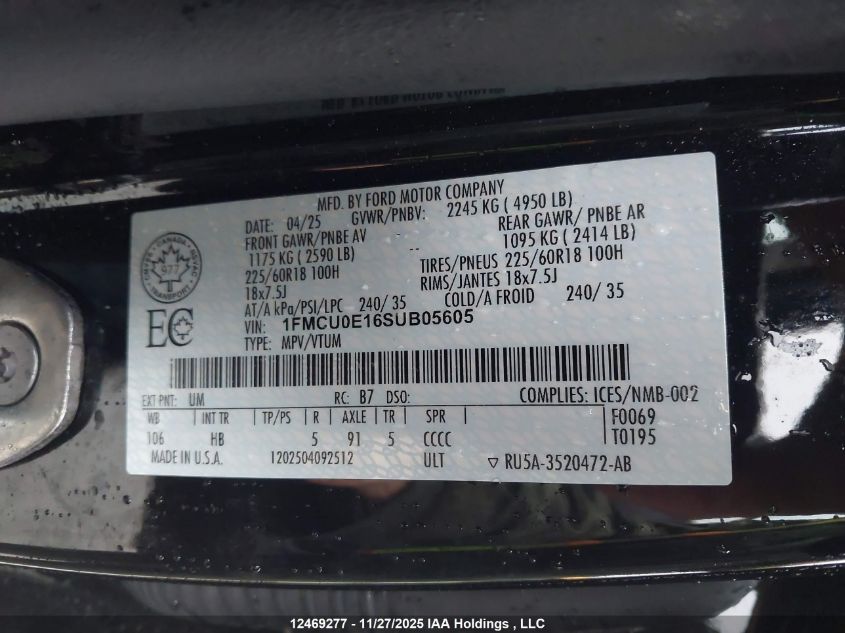 MFD. BY FORD MOTOR COMPANY
DATE: 04/25 GVWR/PNBV: 2245 KG ( 4950 LB)
FRONT GAWR/PNBE AV REAR GAWR/ PNBE AR
1175 KG ( 2590 LB) -- 1095 KG ( 2414 LB)
225/60R18 100H TIRES/PNEUS 225/60R18 100H
18x7.5J RIMS/JANTES 18x7.5J
AT/A kPa/PSI/LPC 240/ 35 COLD/A FROID 240/ 35
VIN: 1FMCU0E16SUB05605
TYPE: MPV/VTUM
CANADA
977
TRANSPORT
EC
EXT PNT: UM RC: B7 DSO: COMPLIES: ICES/NMB-002
WB INT TR TP/PS R AXLE TR SPR F0069
106 HB 5 91 5 CCCC T0195
MADE IN U.S.A. 1202504092512 ULT ▽ RU5A-3520472-AB
12469277 - 11/27/2025 IAA Holdings , LLC